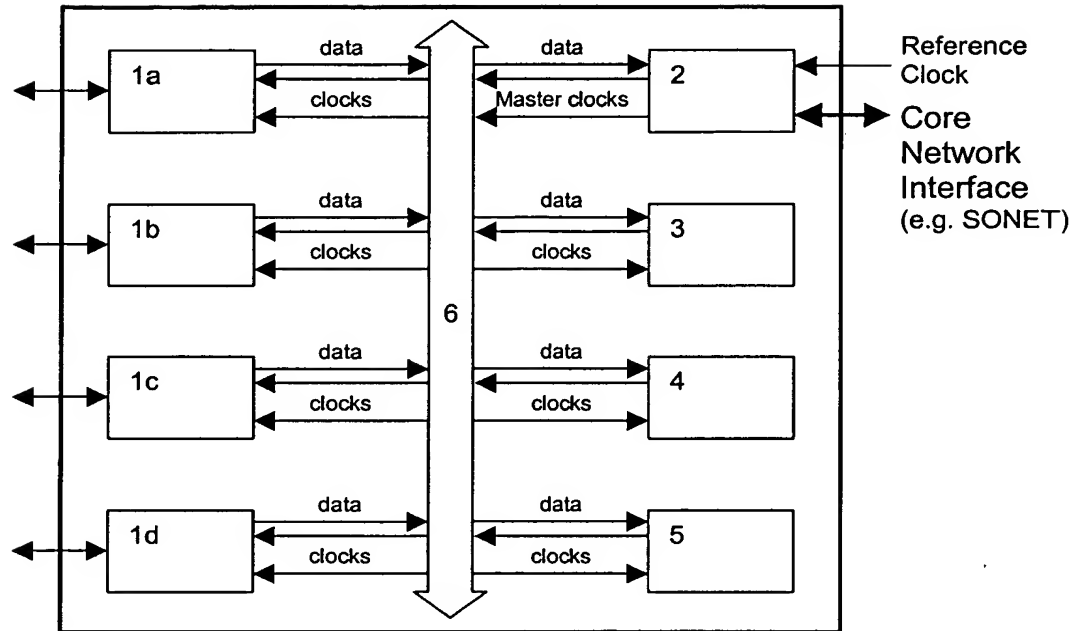 data
data
1a
2
clocks
Master clocks
Reference
Clock
Core
Network
Interface
(e.g. SONET)
data
data
1b
3
clocks
clocks
6
data
data
1c
4
clocks
clocks
data
data
1d
5
clocks
clocks